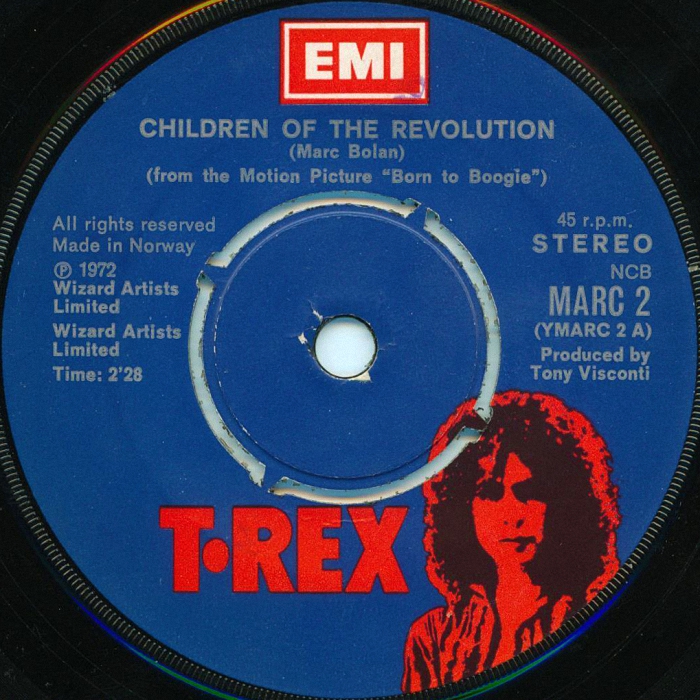 EMI
CHILDREN OF THE REVOLUTION
(Marc Bolan)
(from the Motion Picture "Born to Boogie")
All rights reserved
Made in Norway
℗ 1972
Wizard Artists
Limited
Wizard Artists
Limited
Time: 2'28
45 r.p.m.
STEREO
NCB
MARC 2
(YMARC 2 A)
Produced by
Tony Visconti
T•REX